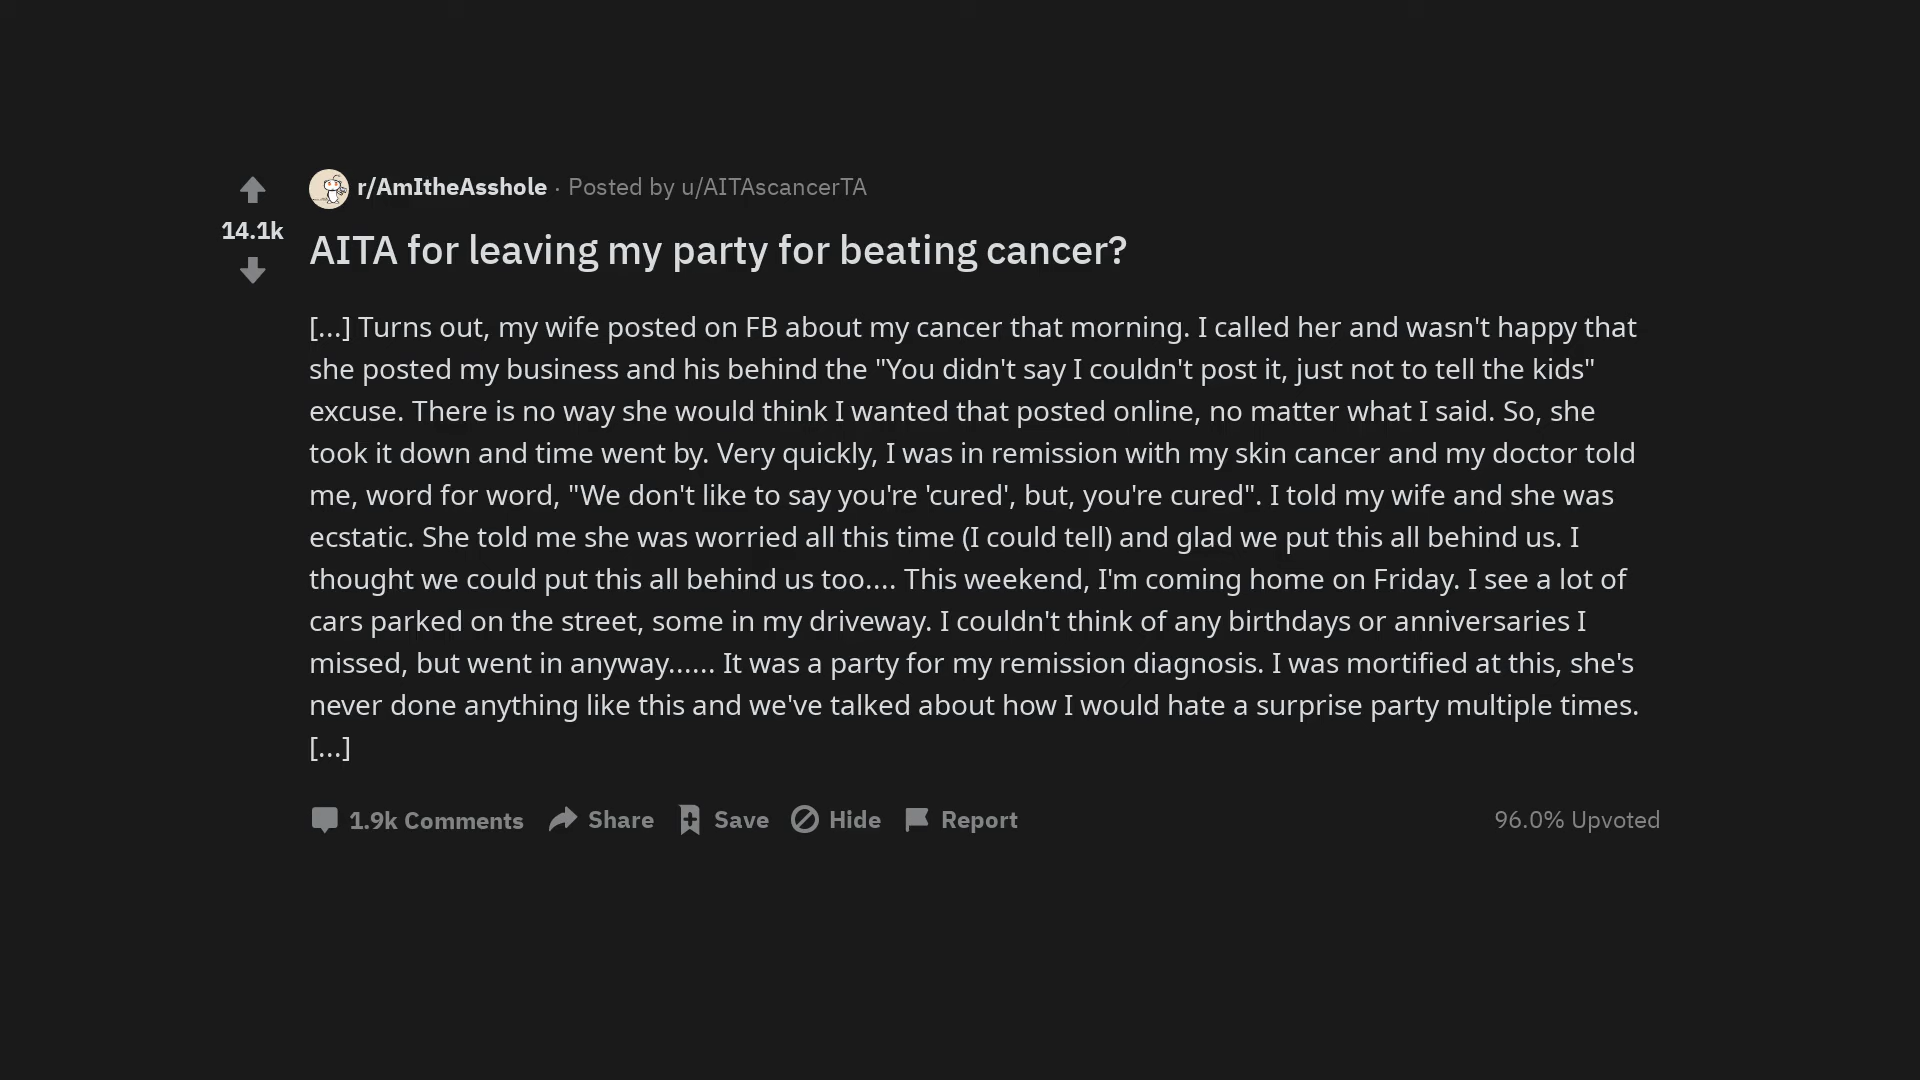 r/AmItheAsshole · Posted by u/AITAscancerTA
14.1k
AITA for leaving my party for beating cancer?
[...] Turns out, my wife posted on FB about my cancer that morning. I called her and wasn't happy that
she posted my business and his behind the "You didn't say I couldn't post it, just not to tell the kids"
excuse. There is no way she would think I wanted that posted online, no matter what I said. So, she
took it down and time went by. Very quickly, I was in remission with my skin cancer and my doctor told
me, word for word, "We don't like to say you're 'cured', but, you're cured". I told my wife and she was
ecstatic. She told me she was worried all this time (I could tell) and glad we put this all behind us. I
thought we could put this all behind us too.... This weekend, I'm coming home on Friday. I see a lot of
cars parked on the street, some in my driveway. I couldn't think of any birthdays or anniversaries I
missed, but went in anyway...... It was a party for my remission diagnosis. I was mortified at this, she's
never done anything like this and we've talked about how I would hate a surprise party multiple times.
[...]
1.9k Comments Share Save Hide Report 96.0% Upvoted